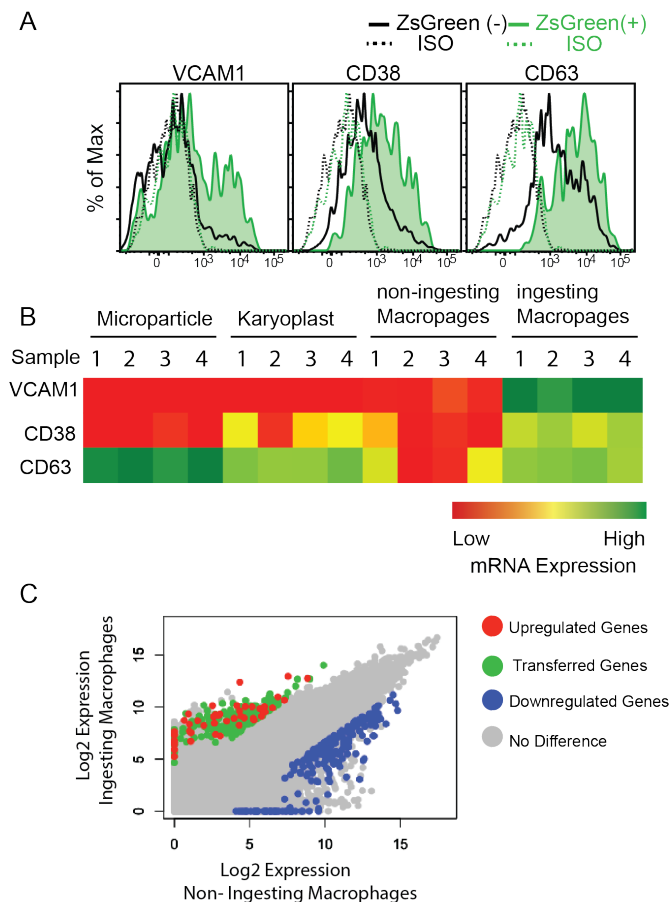 A
ZsGreen (-) ZsGreen(+)
ISO ISO
VCAM1 CD38 CD63
% of Max
0 10³ 10⁴ 10⁵ 0 10³ 10⁴ 10⁵ 0 10³ 10⁴ 10⁵
B
Microparticle Karyoplast non-ingesting Macropages ingesting Macropages
Sample 1 2 3 4 1 2 3 4 1 2 3 4 1 2 3 4
VCAM1
CD38
CD63
Low High
mRNA Expression
C
Log2 Expression
Ingesting Macrophages
15
10
5
0
0 5 10 15
Log2 Expression
Non- Ingesting Macrophages
Upregulated Genes
Transferred Genes
Downregulated Genes
No Difference